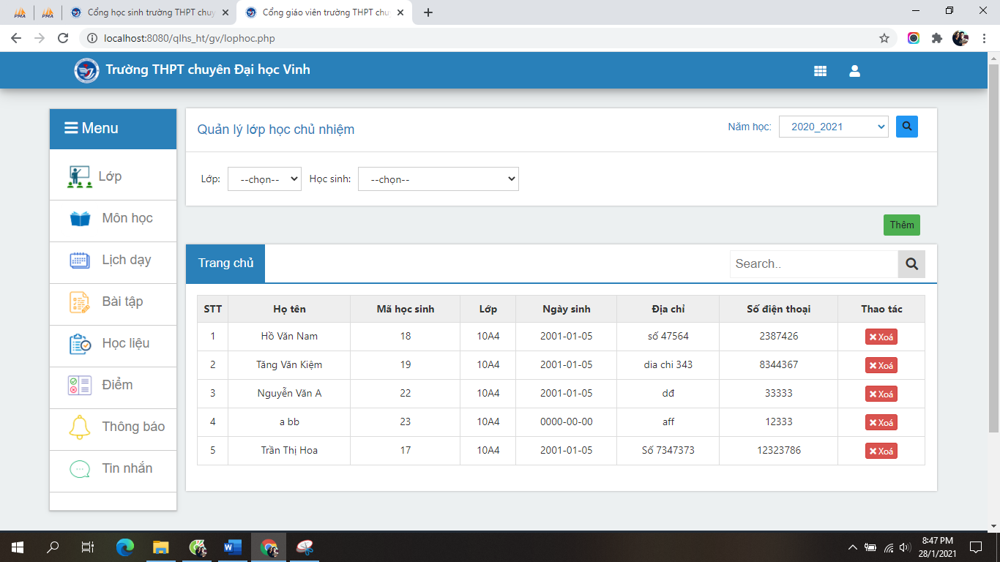 PMA
PMA
Cổng học sinh trường THPT chuy
Cổng giáo viên trường THPT chu
localhost:8080/qlhs_ht/gv/lophoc.php
Trường THPT chuyên Đại học Vinh
Menu
Lớp
Môn học
Lịch dạy
Bài tập
Học liệu
Điểm
Thông báo
Tin nhắn
Quản lý lớp học chủ nhiệm
Năm học: 2020_2021
Lớp: --chọn-- Học sinh: --chọn--
Thêm
Trang chủ
Search..
STT Họ tên Mã học sinh Lớp Ngày sinh Địa chỉ Số điện thoại Thao tác
1 Hồ Văn Nam 18 10A4 2001-01-05 số 47564 2387426 Xoá
2 Tăng Văn Kiệm 19 10A4 2001-01-05 dia chi 343 8344367 Xoá
3 Nguyễn Văn A 22 10A4 2001-01-05 dđ 33333 Xoá
4 a bb 23 10A4 0000-00-00 aff 12333 Xoá
5 Trần Thị Hoa 17 10A4 2001-01-05 Số 7347373 12323786 Xoá
8:47 PM
28/1/2021